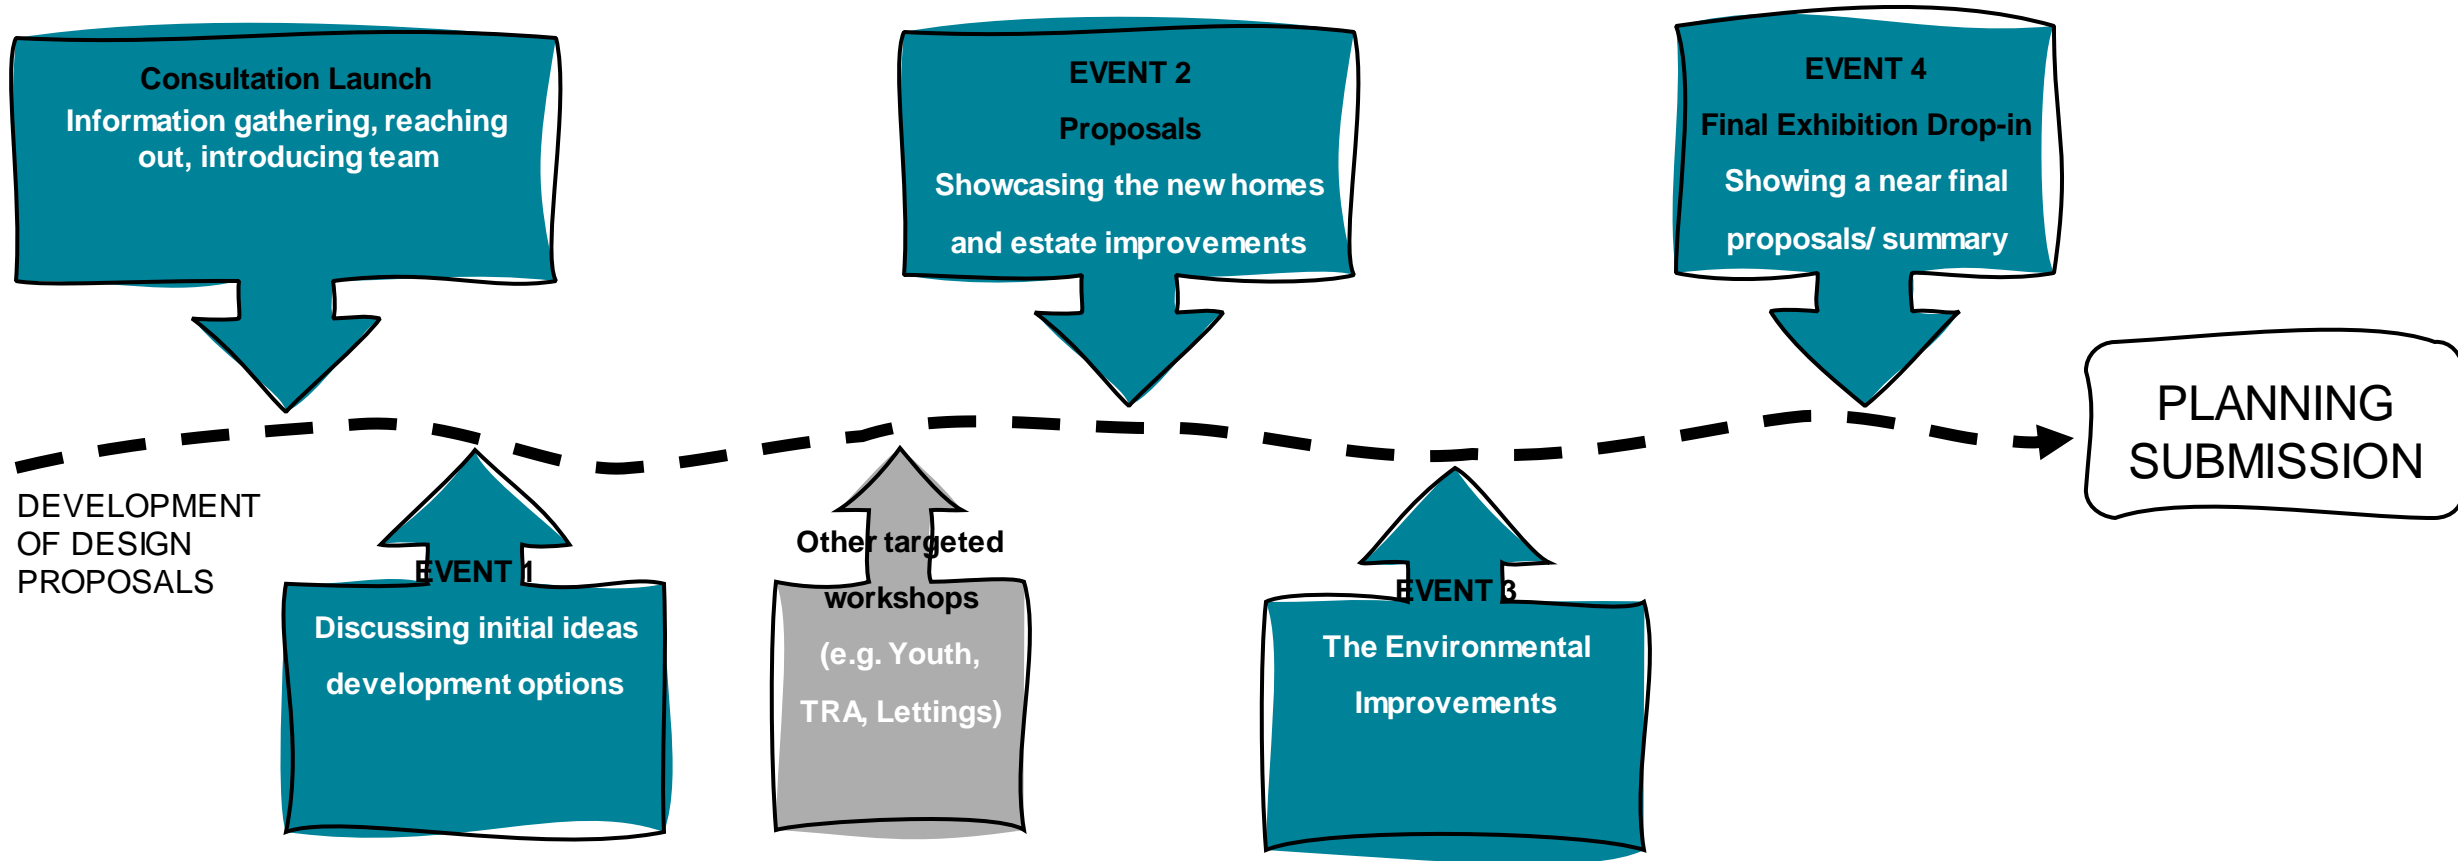 Consultation Launch
Information gathering, reaching
out, introducing team
DEVELOPMENT
OF DESIGN
PROPOSALS
EVENT 1
Discussing initial ideas
development options
Other targeted
workshops
(e.g. Youth,
TRA, Lettings)
EVENT 2
Proposals
Showcasing the new homes
and estate improvements
EVENT 3
The Environmental
Improvements
EVENT 4
Final Exhibition Drop-in
Showing a near final
proposals/ summary
PLANNING
SUBMISSION